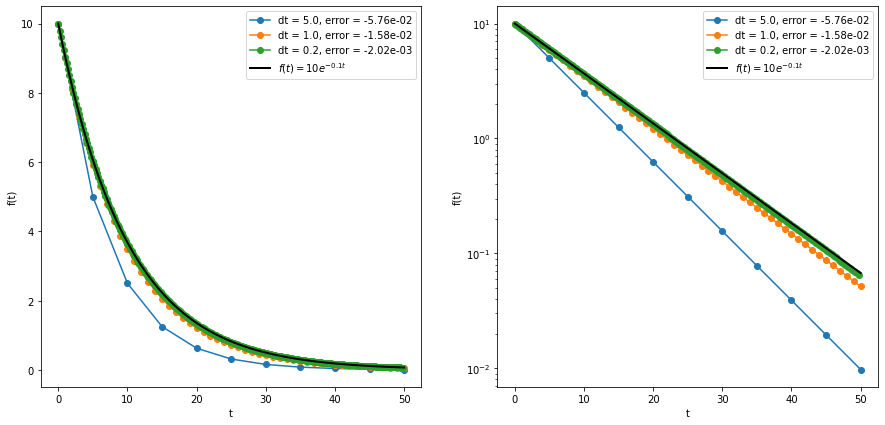 dt = 5.0, error = -5.76e-02
dt = 1.0, error = -1.58e-02
dt = 0.2, error = -2.02e-03
f(t) = 10e^{-0.1t}
10
8
6
4
2
0
f(t)
0 10 20 30 40 50
t
dt = 5.0, error = -5.76e-02
dt = 1.0, error = -1.58e-02
dt = 0.2, error = -2.02e-03
f(t) = 10e^{-0.1t}
10^1
10^0
10^{-1}
10^{-2}
f(t)
0 10 20 30 40 50
t